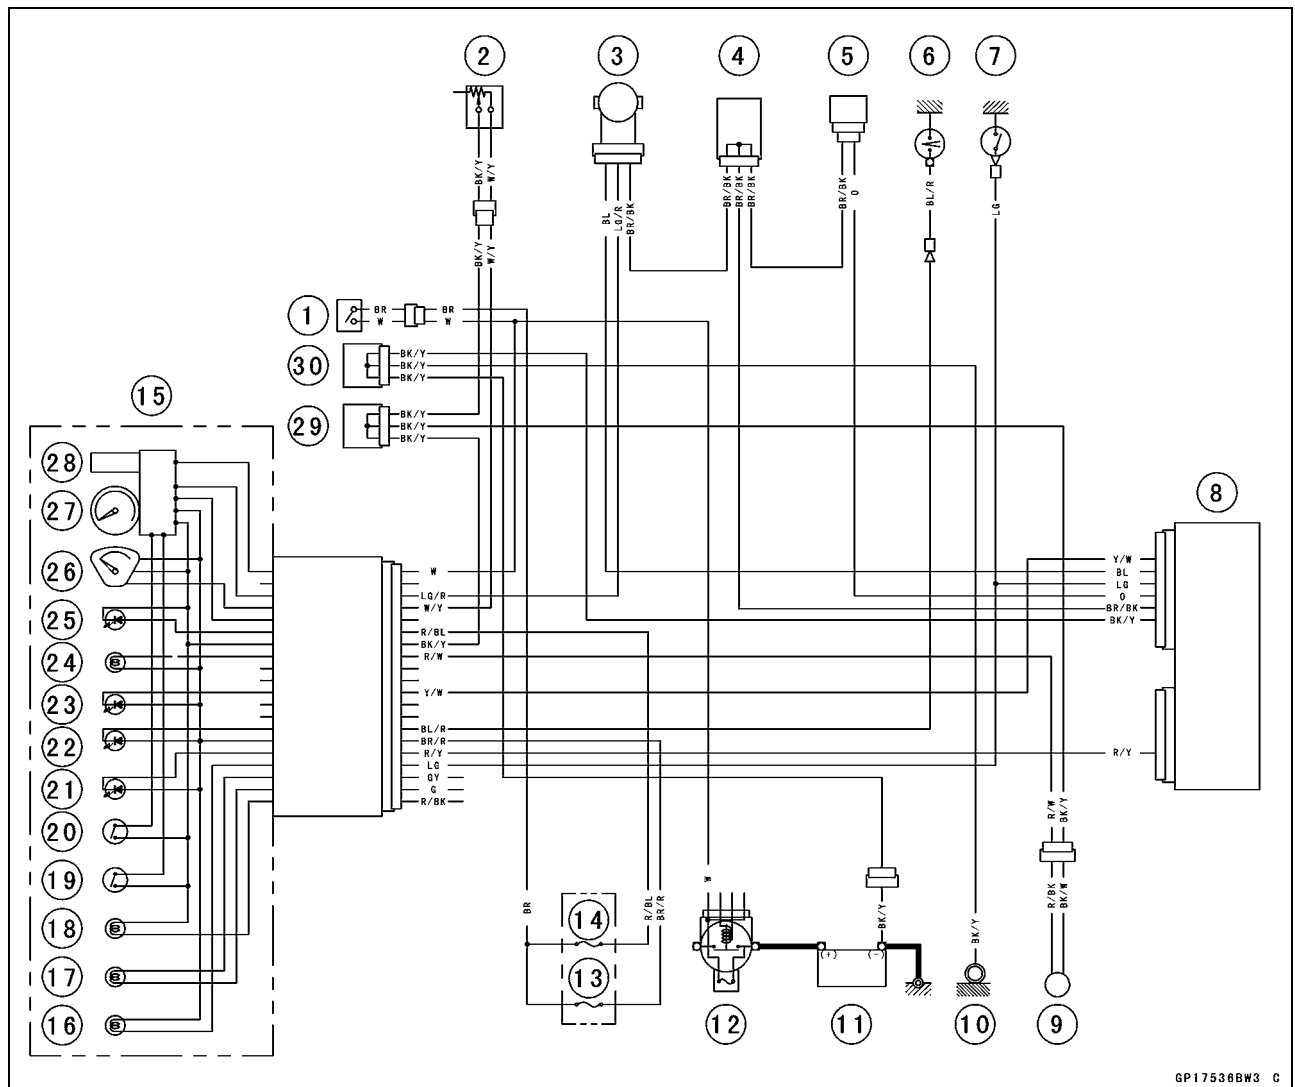 2 3 4 5 6 7
BK/Y W/Y
BL LG/R BR/BK
BR/BK BR/BK BR/BK
BR/BK O
BL/R
LG
BK/Y W/Y
1 BR BR
W W
30 BK/Y
BK/Y
BK/Y
29 BK/Y
BK/Y
BK/Y
15
28
27
26
25
24
23
22
21
20
19
18
17
16
W
LG/R
W/Y
R/BL
BK/Y
R/W
Y/W
BL/R
BR/R
R/Y
LG
GY
G
R/BK
8
Y/W
BL
LG
O
BR/BK
BK/Y
R/Y
R/W BK/Y
R/BK BK/W
BR
14
13
R/BL BR/R
W
BK/Y
(+) (-)
BK/Y
12 11 10 9
GP17536BW3 C